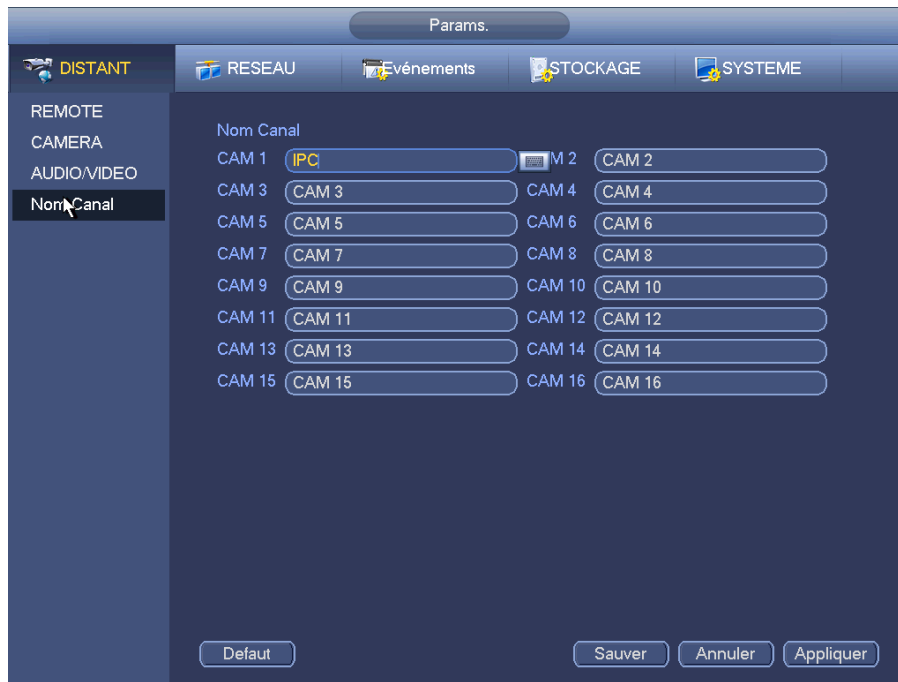 Params.
DISTANT RESEAU Evénements STOCKAGE SYSTEME
REMOTE
CAMERA
AUDIO/VIDEO
Nom Canal
Nom Canal
CAM 1 IPC M 2 CAM 2
CAM 3 CAM 3 CAM 4 CAM 4
CAM 5 CAM 5 CAM 6 CAM 6
CAM 7 CAM 7 CAM 8 CAM 8
CAM 9 CAM 9 CAM 10 CAM 10
CAM 11 CAM 11 CAM 12 CAM 12
CAM 13 CAM 13 CAM 14 CAM 14
CAM 15 CAM 15 CAM 16 CAM 16
Defaut Sauver Annuler Appliquer